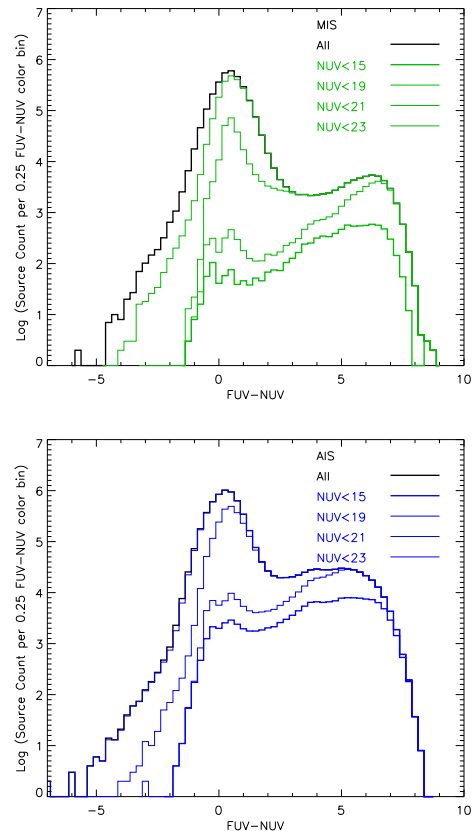 MIS
All
NUV<15
NUV<19
NUV<21
NUV<23
Log (Source Count per 0.25 FUV-NUV color bin)
7
6
5
4
3
2
1
0
-5
0
5
10
FUV-NUV
AIS
All
NUV<15
NUV<19
NUV<21
NUV<23
Log (Source Count per 0.25 FUV-NUV color bin)
7
6
5
4
3
2
1
0
-5
0
5
10
FUV-NUV